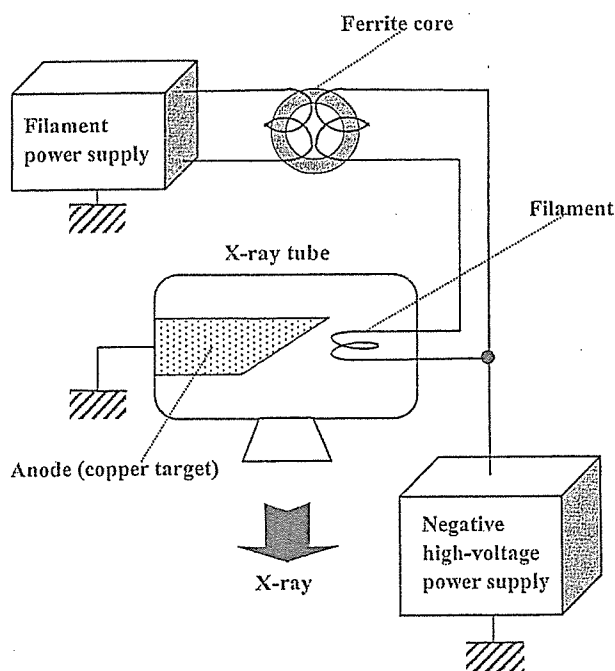 Ferrite core
Filament
power supply
Filament
X-ray tube
Anode (copper target)
Negative
high-voltage
power supply
X-ray